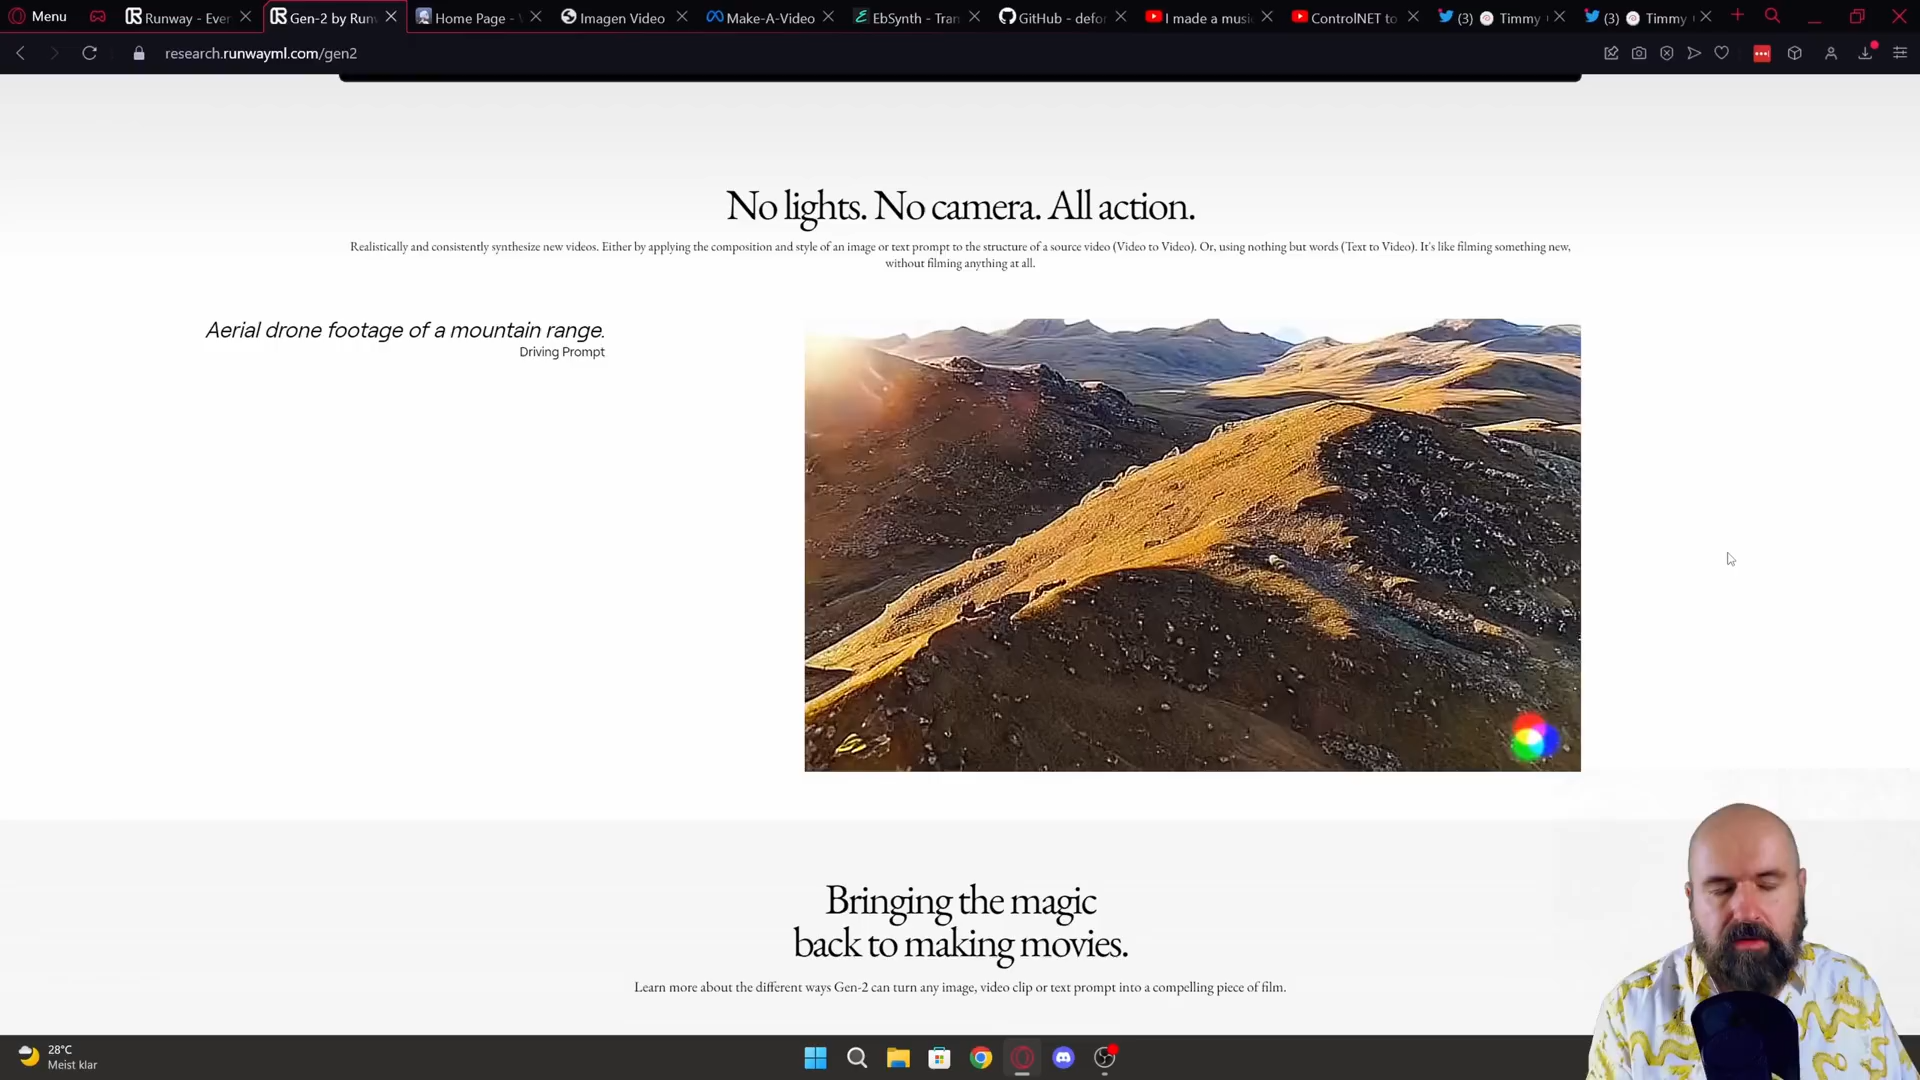 Menu
Runway - Ever
Gen-2 by Run
Home Page -
Imagen Video
Make-A-Video
EbSynth - Tran
GitHub - defor
I made a music
ControlNET to
(3) Timmy
(3) Timmy
research.runwayml.com/gen2
No lights. No camera. All action.
Realistically and consistently synthesize new videos. Either by applying the composition and style of an image or text prompt to the structure of a source video (Video to Video). Or, using nothing but words (Text to Video). It's like filming something new,
without filming anything at all.
Aerial drone footage of a mountain range.
Driving Prompt
Bringing the magic
back to making movies.
Learn more about the different ways Gen-2 can turn any image, video clip or text prompt into a compelling piece of film.
28°C
Meist klar